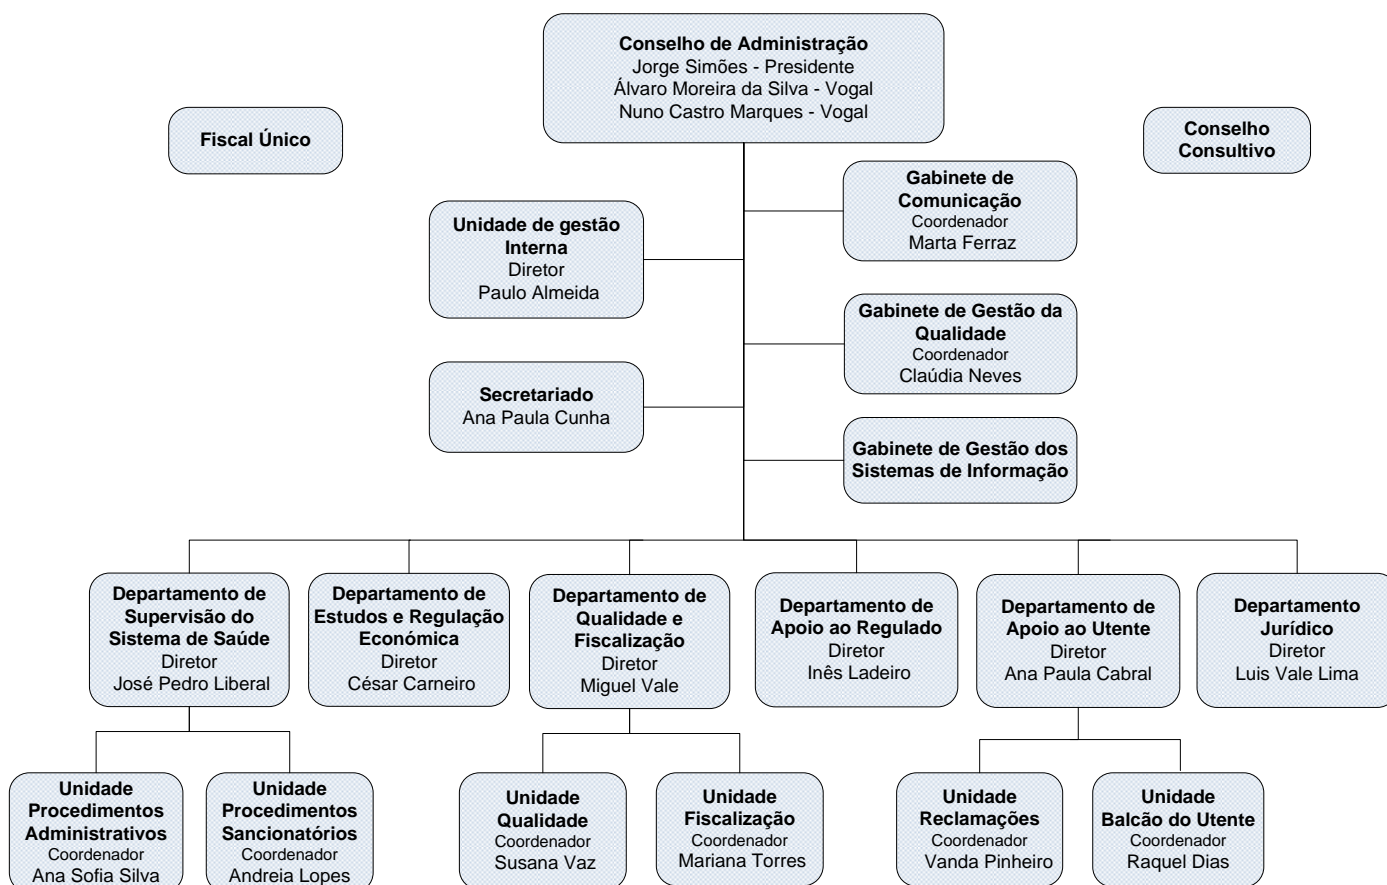 Conselho de Administração
Jorge Simões - Presidente
Álvaro Moreira da Silva - Vogal
Nuno Castro Marques - Vogal
Fiscal Único
Conselho
Consultivo
Gabinete de
Comunicação
Coordenador
Marta Ferraz
Unidade de gestão
Interna
Diretor
Paulo Almeida
Gabinete de Gestão da
Qualidade
Coordenador
Claúdia Neves
Secretariado
Ana Paula Cunha
Gabinete de Gestão dos
Sistemas de Informação
Departamento de
Supervisão do
Sistema de Saúde
Diretor
José Pedro Liberal
Departamento de
Estudos e Regulação
Económica
Diretor
César Carneiro
Departamento de
Qualidade e
Fiscalização
Diretor
Miguel Vale
Departamento de
Apoio ao Regulado
Diretor
Inês Ladeiro
Departamento de
Apoio ao Utente
Diretor
Ana Paula Cabral
Departamento
Jurídico
Diretor
Luis Vale Lima
Unidade
Procedimentos
Administrativos
Coordenador
Ana Sofia Silva
Unidade
Procedimentos
Sancionatórios
Coordenador
Andreia Lopes
Unidade
Qualidade
Coordenador
Susana Vaz
Unidade
Fiscalização
Coordenador
Mariana Torres
Unidade
Reclamações
Coordenador
Vanda Pinheiro
Unidade
Balcão do Utente
Coordenador
Raquel Dias